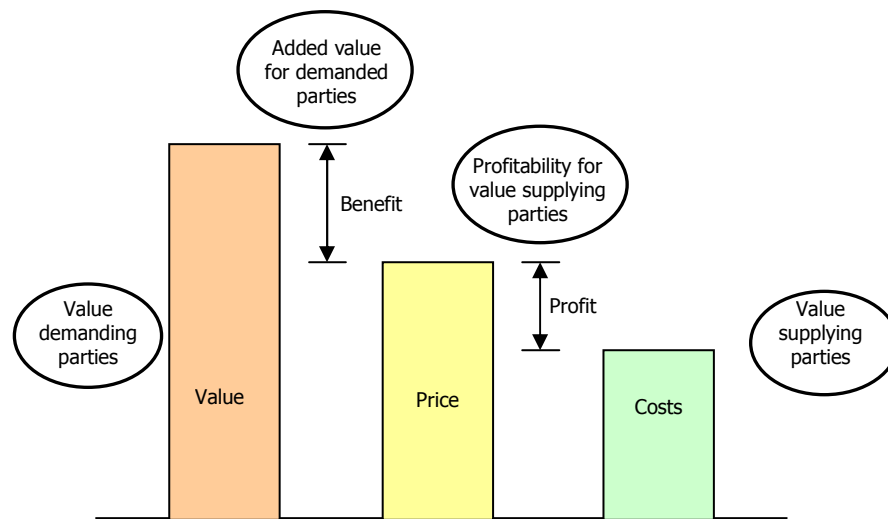 Added value
for demanded
parties
Profitability for
value supplying
parties
Benefit
Value
demanding
parties
Profit
Value
supplying
parties
Value
Price
Costs